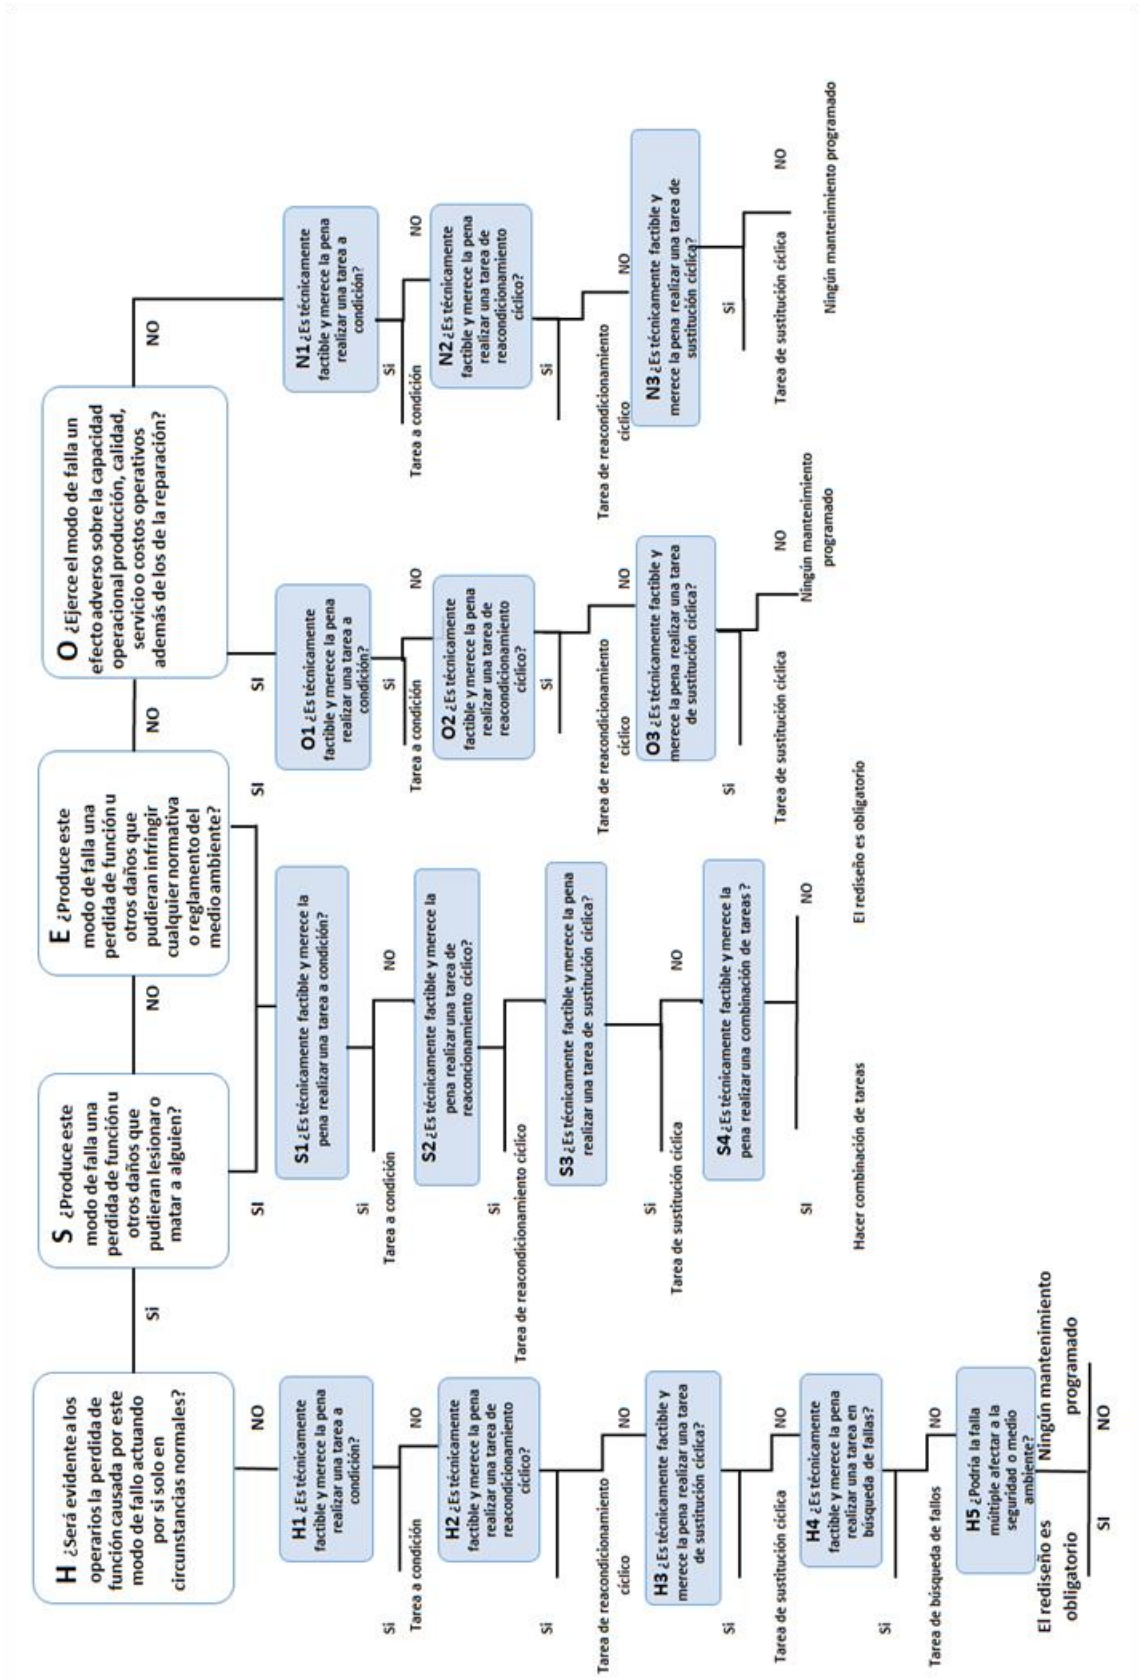 H ¿Será evidente a los
operarios la perdida de
función causada por este
modo de fallo actuando
por si solo en
circunstancias normales?
Si
NO
S ¿Produce este
modo de falla una
perdida de función u
otros daños que
pudieran lesionar o
matar a alguien?
NO
SI
E ¿Produce este
modo de falla una
perdida de función u
otros daños que
pudieran infringir
cualquier normativa
o reglamento del
medio ambiente?
NO
SI
O ¿Ejerce el modo de falla un
efecto adverso sobre la capacidad
operacional producción, calidad,
servicio o costos operativos
además de los de la reparación?
NO
SI
H1 ¿Es técnicamente
factible y merece la pena
realizar una tarea a
condición?
Si
NO
Tarea a condición
H2 ¿Es técnicamente
factible y merece la pena
realizar una tarea de
reacondicionamiento
cíclico?
Si
NO
Tarea de reacondicionamiento
cíclico
H3 ¿Es técnicamente factible y
merece la pena realizar una tarea
de sustitución cíclica?
Si
NO
Tarea de sustitución cíclica
H4 ¿Es técnicamente
factible y merece la pena
realizar una tarea en
búsqueda de fallas?
Si
NO
Tarea de búsqueda de fallos
H5 ¿Podría la falla
múltiple afectar a la
seguridad o medio
ambiente?
El rediseño es
obligatorio
Ningún mantenimiento
programado
SI
NO
S1 ¿Es técnicamente factible y merece la
pena realizar una tarea a condición?
Si
NO
Tarea a condición
S2 ¿Es técnicamente factible y merece la
pena realizar una tarea de
reaconcionamiento cíclico?
Si
NO
Tarea de reacondicionamiento cíclico
S3 ¿Es técnicamente factible y merece la pena
realizar una tarea de sustitución cíclica?
Si
NO
Tarea de sustitución cíclica
S4 ¿Es técnicamente factible y merece la
pena realizar una combinación de tareas ?
SI
NO
Hacer combinación de tareas
El rediseño es obligatorio
O1 ¿Es técnicamente
factible y merece la pena
realizar una tarea a
condición?
Si
NO
Tarea a condición
O2 ¿Es técnicamente
factible y merece la pena
realizar una tarea de
reacondicionamiento
cíclico?
Si
NO
Tarea de reacondicionamiento
cíclico
O3 ¿Es técnicamente factible y
merece la pena realizar una tarea
de sustitución cíclica?
Si
NO
Tarea de sustitución cíclica
Ningún mantenimiento
programado
N1 ¿Es técnicamente
factible y merece la pena
realizar una tarea a
condición?
Si
NO
Tarea a condición
N2 ¿Es técnicamente
factible y merece la pena
realizar una tarea de
reacondicionamiento
cíclico?
Si
NO
Tarea de reacondicionamiento
cíclico
N3 ¿Es técnicamente factible y
merece la pena realizar una tarea de
sustitución cíclica?
Si
NO
Tarea de sustitución cíclica
Ningún mantenimiento programado